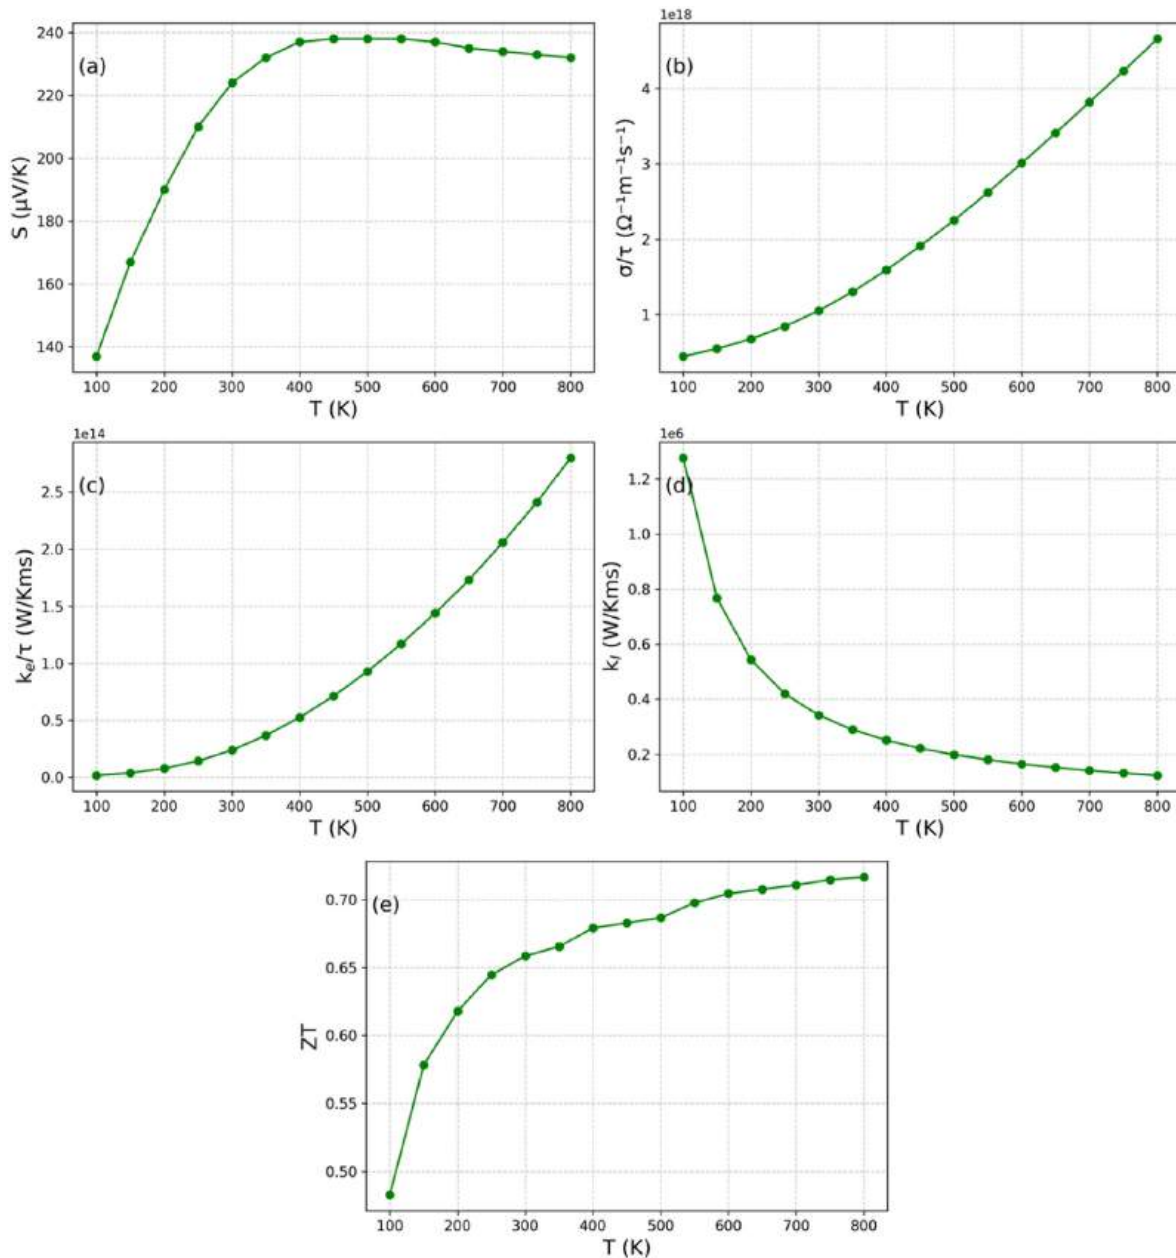 (a)
S (μV/K)
240
220
200
180
160
140
100 200 300 400 500 600 700 800
T (K)
1e18
(b)
σ/τ (Ω⁻¹m⁻¹s⁻¹)
4
3
2
1
100 200 300 400 500 600 700 800
T (K)
1e14
(c)
kₑ/τ (W/Kms)
2.5
2.0
1.5
1.0
0.5
0.0
100 200 300 400 500 600 700 800
T (K)
1e6
(d)
kₗ (W/Kms)
1.2
1.0
0.8
0.6
0.4
0.2
100 200 300 400 500 600 700 800
T (K)
(e)
ZT
0.70
0.65
0.60
0.55
0.50
100 200 300 400 500 600 700 800
T (K)